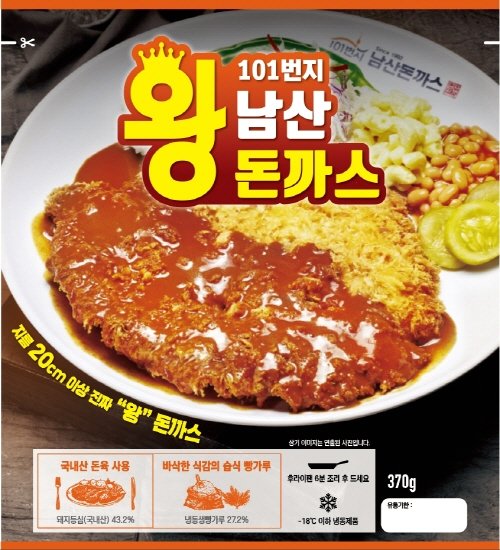 Since 1992
101번지 남산돈까스
왕
101번지
남산
돈까스
지름 20cm 이상 진짜 "왕" 돈까스
상기 이미지는 연출된 사진입니다.
국내산 돈육 사용
돼지등심(국내산) 43.2%
바삭한 식감의 습식 빵가루
냉동생빵가루 27.2%
후라이팬 6분 조리 후 드세요
-18℃ 이하 냉동제품
370g
유통기한 :